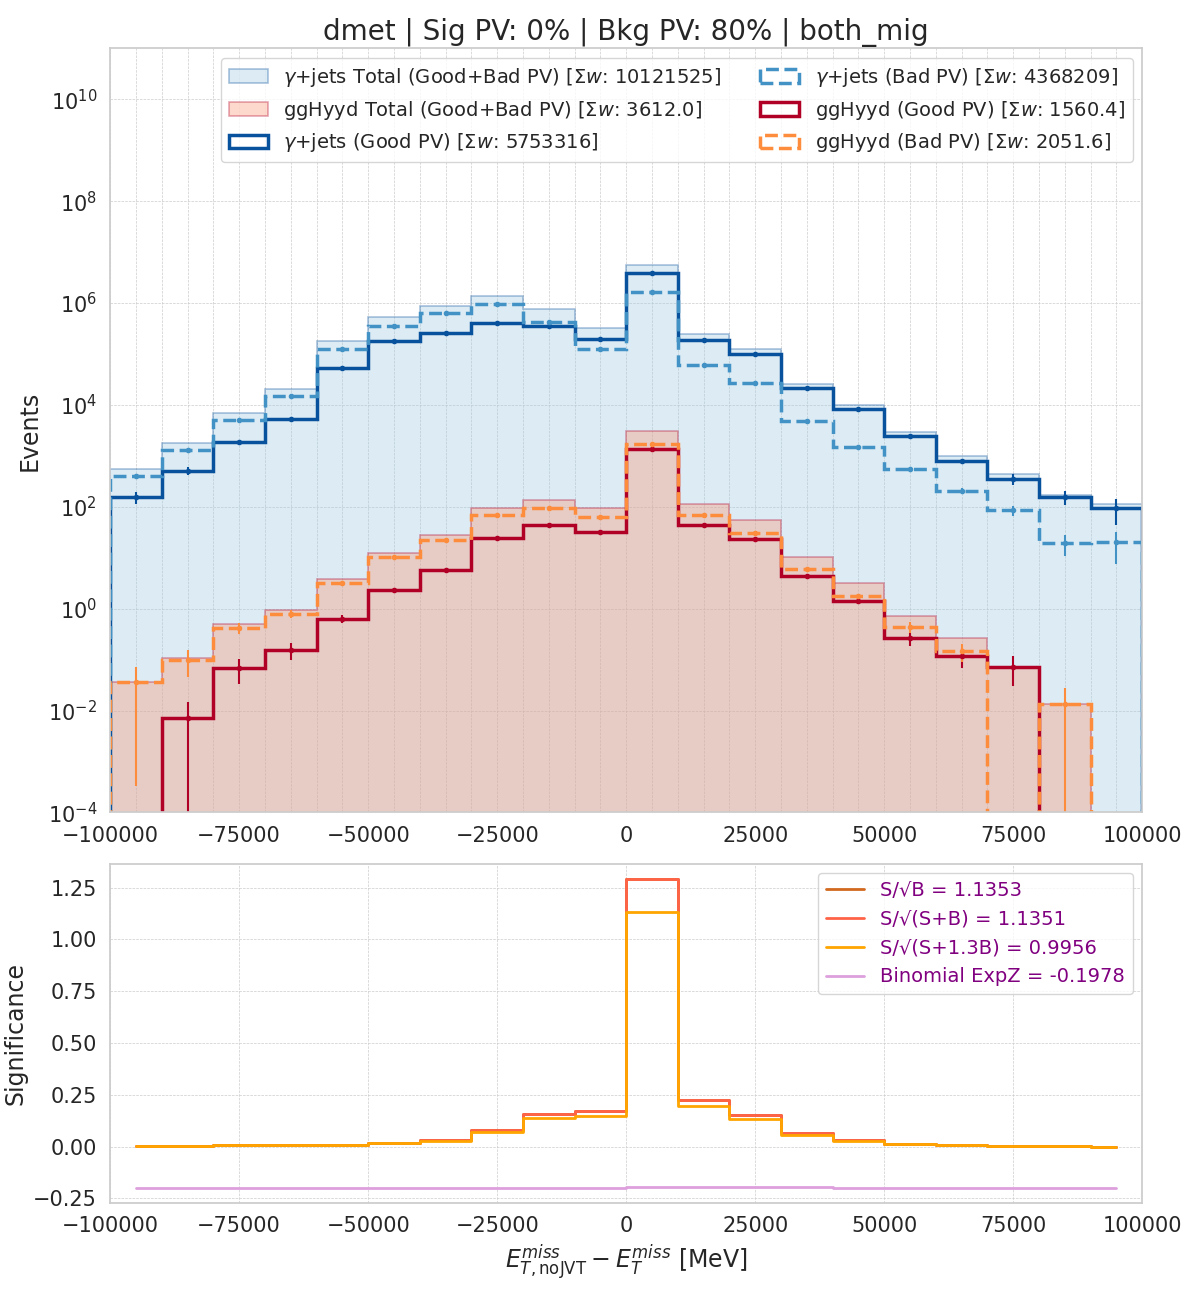 dmet | Sig PV: 0% | Bkg PV: 80% | both_mig
γ+jets Total (Good+Bad PV) [Σw: 10121525]
ggHyyd Total (Good+Bad PV) [Σw: 3612.0]
γ+jets (Good PV) [Σw: 5753316]
γ+jets (Bad PV) [Σw: 4368209]
ggHyyd (Good PV) [Σw: 1560.4]
ggHyyd (Bad PV) [Σw: 2051.6]
Events
10^10
10^8
10^6
10^4
10^2
10^0
10^−2
10^−4
−100000 −75000 −50000 −25000 0 25000 50000 75000 100000
S/√B = 1.1353
S/√(S+B) = 1.1351
S/√(S+1.3B) = 0.9956
Binomial ExpZ = -0.1978
Significance
1.25
1.00
0.75
0.50
0.25
0.00
−0.25
−100000 −75000 −50000 −25000 0 25000 50000 75000 100000
E_{T,noJVT}^{miss} − E_T^{miss} [MeV]